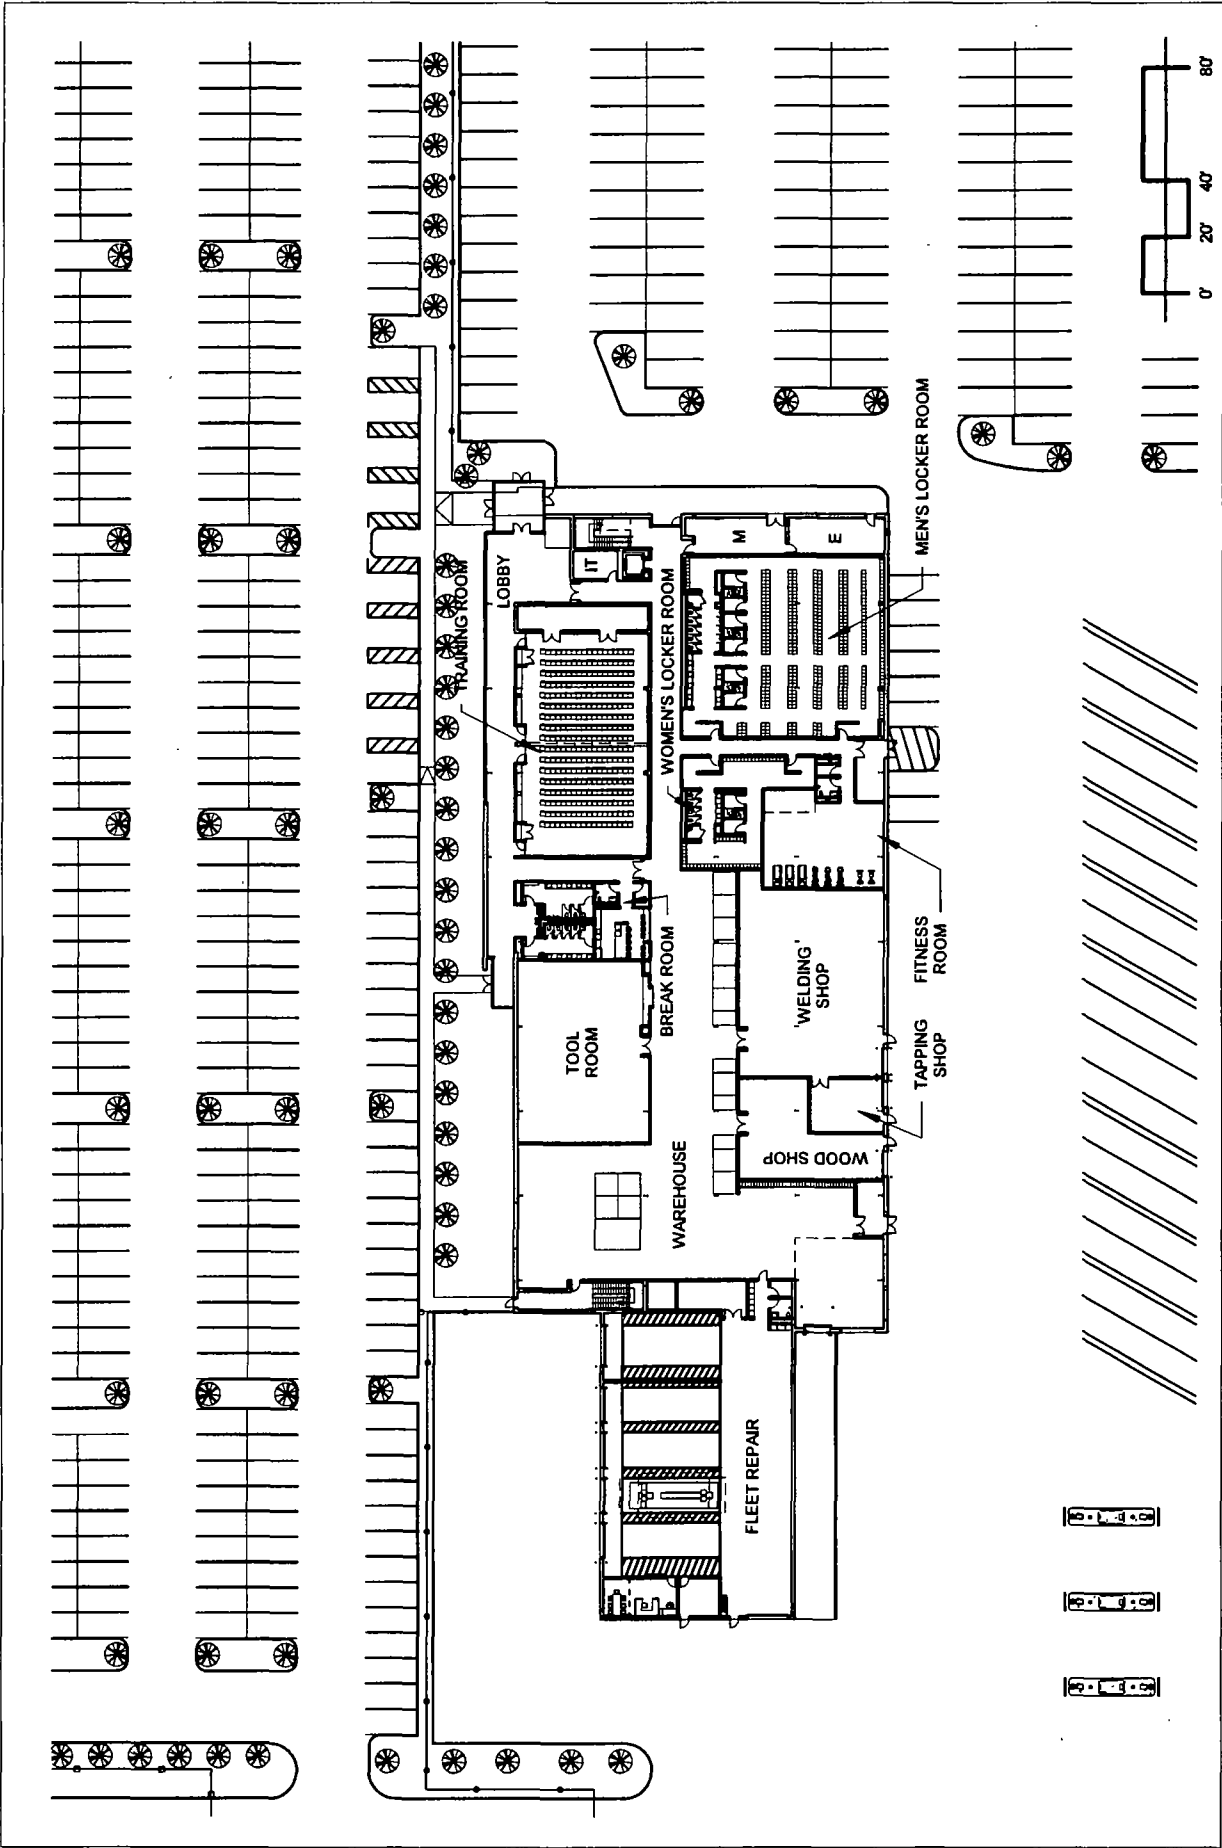 TRAINING ROOM
LOBBY
IT
M
E
MEN'S LOCKER ROOM
WOMEN'S LOCKER ROOM
BREAK ROOM
TOOL
ROOM
WELDING
SHOP
FITNESS
ROOM
TAPPING
SHOP
WOOD SHOP
WAREHOUSE
FLEET REPAIR
0'
20'
40'
80'